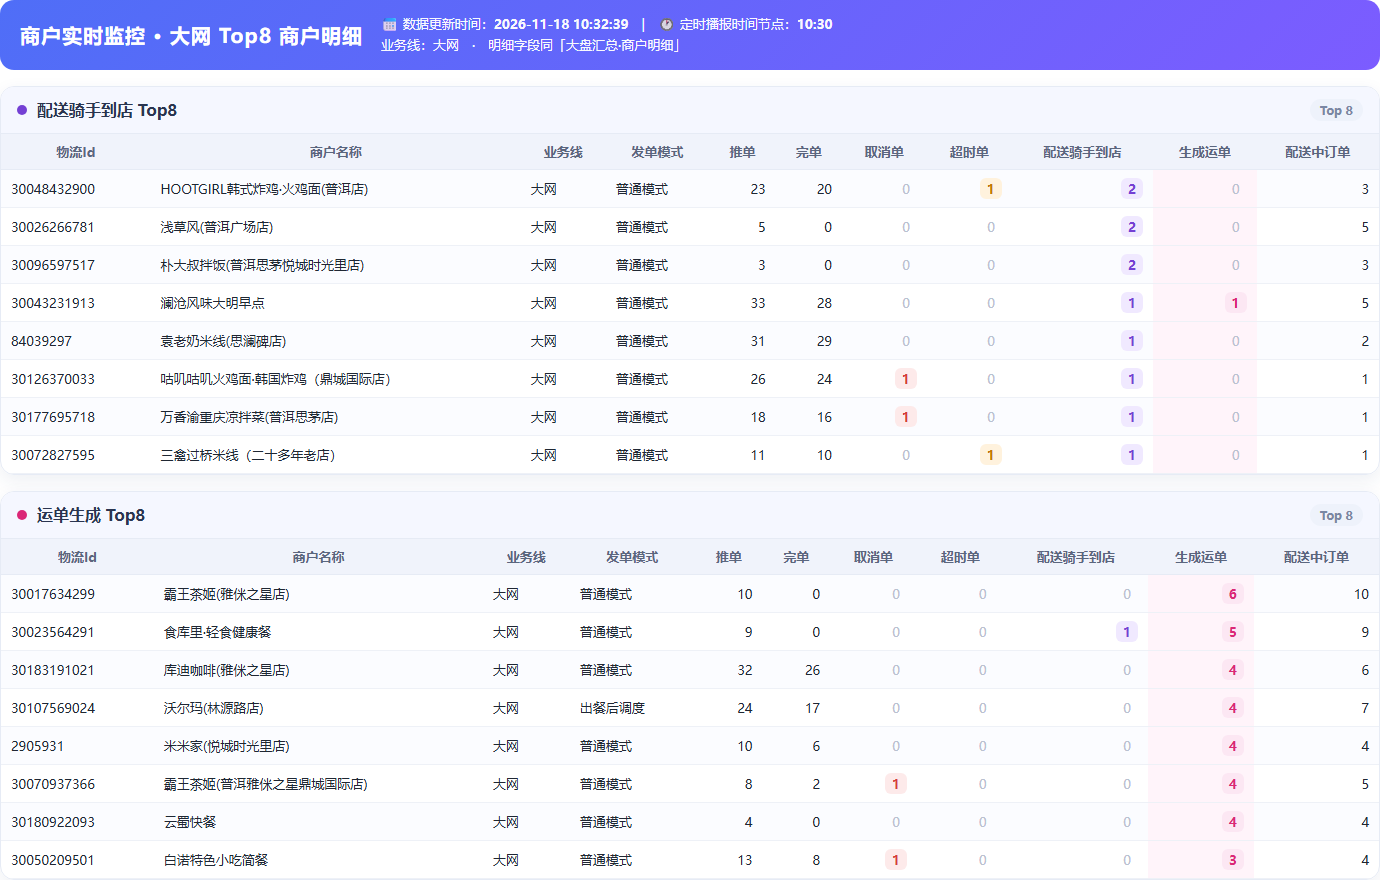 商户实时监控 • 大网 Top8 商户明细
数据更新时间：2026-11-18 10:32:39 | 定时播报时间节点：10:30
业务线：大网 · 明细字段同「大盘汇总·商户明细」
配送骑手到店 Top8 Top 8
物流Id 商户名称 业务线 发单模式 推单 完单 取消单 超时单 配送骑手到店 生成运单 配送中订单
30048432900 HOOTGIRL韩式炸鸡·火鸡面(普洱店) 大网 普通模式 23 20 0 1 2 0 3
30026266781 浅草风(普洱广场店) 大网 普通模式 5 0 0 0 2 0 5
30096597517 朴大叔拌饭(普洱思茅悦城时光里店) 大网 普通模式 3 0 0 0 2 0 3
30043231913 澜沧风味大明早点 大网 普通模式 33 28 0 0 1 1 5
84039297 袁老奶米线(思澜碑店) 大网 普通模式 31 29 0 0 1 0 2
30126370033 咕叽咕叽火鸡面·韩国炸鸡（鼎城国际店） 大网 普通模式 26 24 1 0 1 0 1
30177695718 万香渝重庆凉拌菜(普洱思茅店) 大网 普通模式 18 16 1 0 1 0 1
30072827595 三鑫过桥米线（二十多年老店） 大网 普通模式 11 10 0 1 1 0 1
运单生成 Top8 Top 8
物流Id 商户名称 业务线 发单模式 推单 完单 取消单 超时单 配送骑手到店 生成运单 配送中订单
30017634299 霸王茶姬(雅侎之星店) 大网 普通模式 10 0 0 0 0 6 10
30023564291 食库里·轻食健康餐 大网 普通模式 9 0 0 0 1 5 9
30183191021 库迪咖啡(雅侎之星店) 大网 普通模式 32 26 0 0 0 4 6
30107569024 沃尔玛(林源路店) 大网 出餐后调度 24 17 0 0 0 4 7
2905931 米米家(悦城时光里店) 大网 普通模式 10 6 0 0 0 4 4
30070937366 霸王茶姬(普洱雅侎之星鼎城国际店) 大网 普通模式 8 2 1 0 0 4 5
30180922093 云蜀快餐 大网 普通模式 4 0 0 0 0 4 4
30050209501 白诺特色小吃简餐 大网 普通模式 13 8 1 0 0 3 4